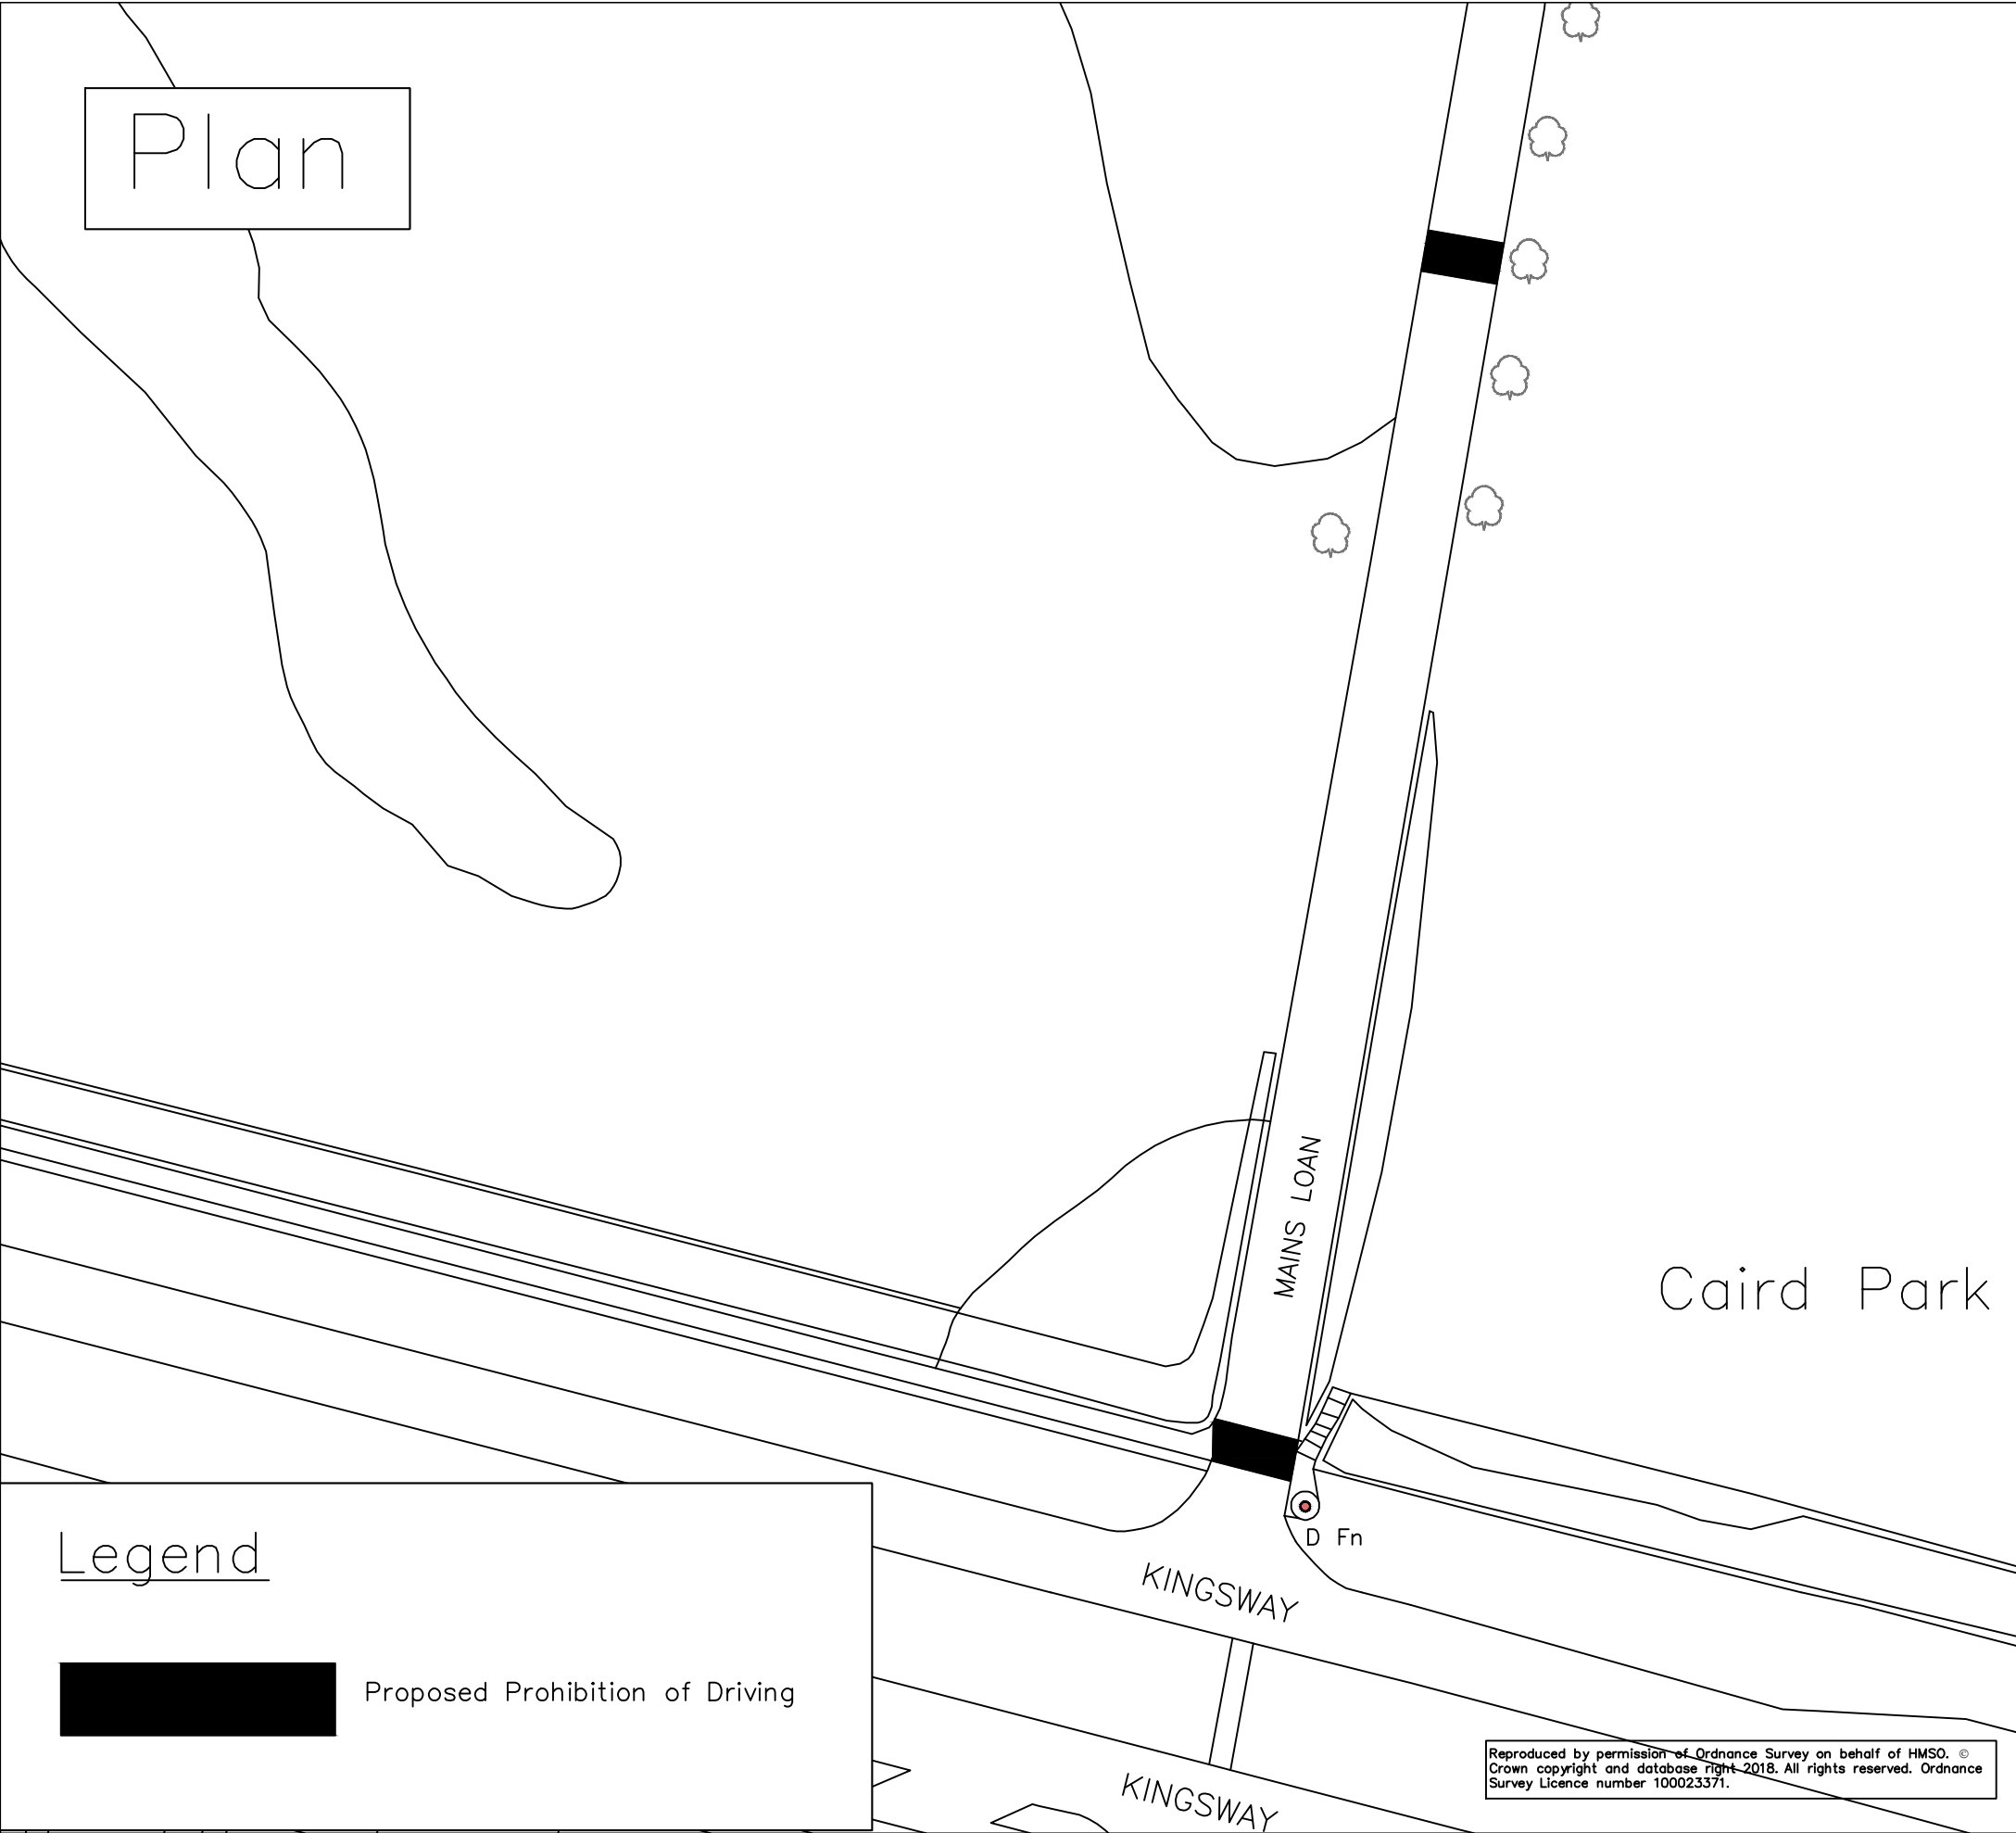 Plan
MAINS LOAN
Caird Park
D Fn
KINGSWAY
KINGSWAY
Legend
Proposed Prohibition of Driving
Reproduced by permission of Ordnance Survey on behalf of HMSO. ©
Crown copyright and database right 2018. All rights reserved. Ordnance
Survey Licence number 100023371.